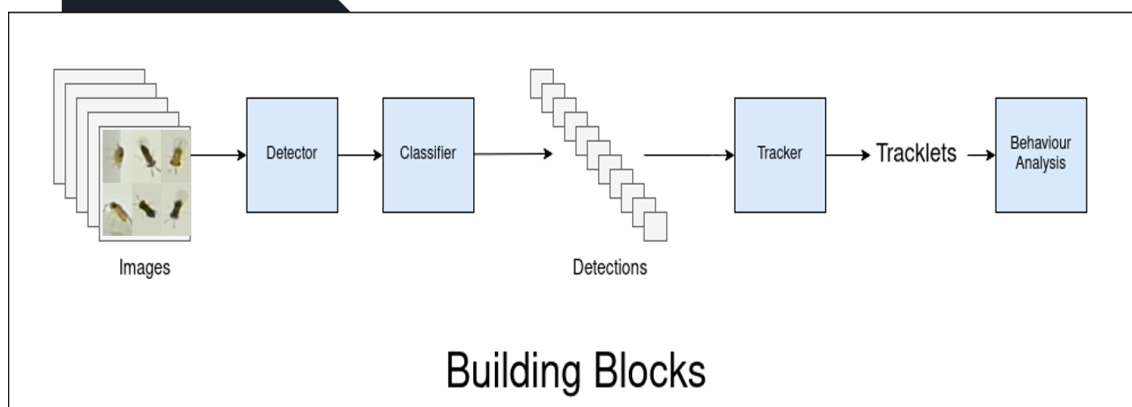 Detector
Classifier
Tracker
Tracklets
Behaviour
Analysis
Images
Detections
Building Blocks